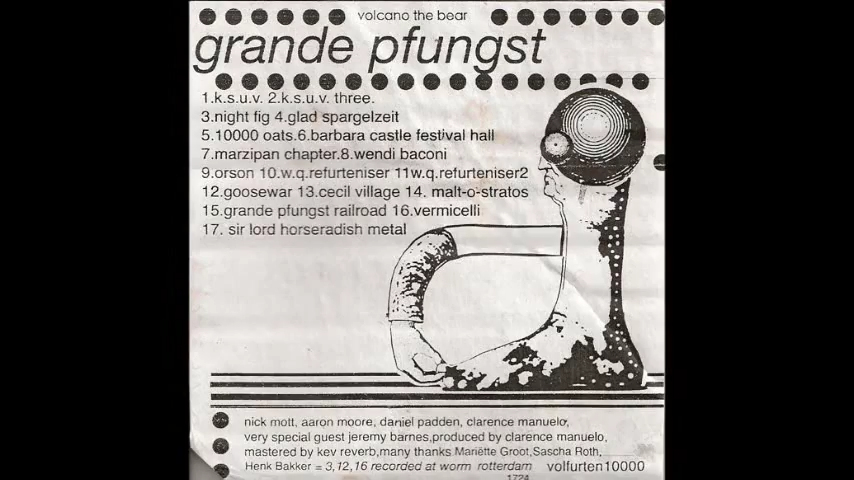 volcano the bear
grande pfungst
1.k.s.u.v. 2.k.s.u.v. three.
3.night fig 4.glad spargelzeit
5.10000 oats.6.barbara castle festival hall
7.marzipan chapter.8.wendi baconi
9.orson 10.w.q.refurteniser 11w.q.refurteniser2
12.goosewar 13.cecil village 14. malt-o-stratos
15.grande pfungst railroad 16.vermicelli
17. sir lord horseradish metal
nick mott, aaron moore, daniel padden, clarence manuelo,
very special guest jeremy barnes,produced by clarence manuelo,
mastered by kev reverb,many thanks Mariëtte Groot,Sascha Roth,
Henk Bakker = 3,12,16 recorded at worm rotterdam volfurten10000
1724